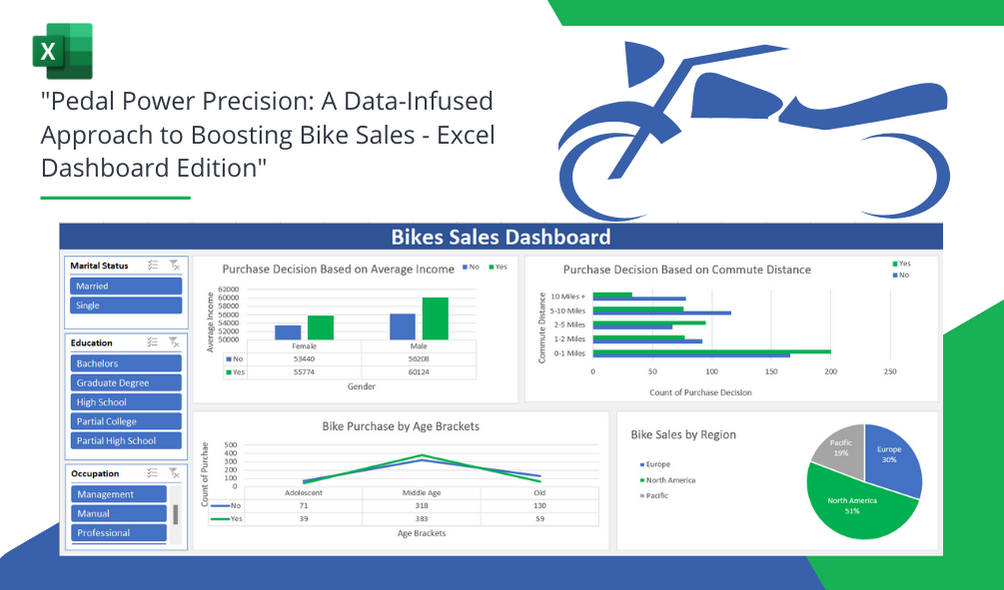 X
"Pedal Power Precision: A Data-Infused
Approach to Boosting Bike Sales - Excel
Dashboard Edition"
Bikes Sales Dashboard
Marital Status
Married
Single
Education
Bachelors
Graduate Degree
High School
Partial College
Partial High School
Occupation
Management
Manual
Professional
Purchase Decision Based on Average Income
No Yes
Average Income
62000
60000
58000
56000
54000
52000
50000
Female Male
No 53440 56208
Yes 55774 60124
Gender
Purchase Decision Based on Commute Distance
Yes
No
Commute Distance
10 Miles +
5-10 Miles
2-5 Miles
1-2 Miles
0-1 Miles
0 50 100 150 200 250
Count of Purchase Decision
Bike Purchase by Age Brackets
Count of Purchae
500
400
300
200
100
0
Adolescent Middle Age Old
No 71 318 130
Yes 39 383 59
Age Brackets
Bike Sales by Region
Europe
North America
Pacific
Pacific
19%
Europe
30%
North America
51%